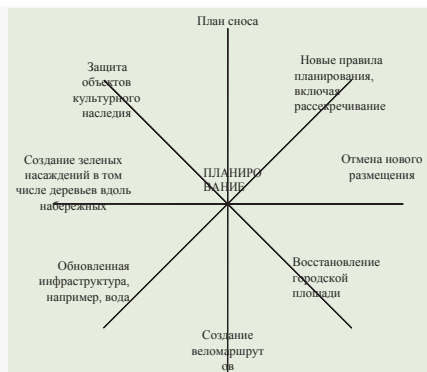 План сноса
Защита
объектов
культурного
наследия
Новые правила
планирования,
включая
рассекречивание
Создание зеленых
насаждений в том
числе деревьев вдоль
набережных
ПЛАНИРО
ВАНИЕ
Отмена нового
размещения
Обновленная
инфраструктура,
например, вода
Восстановление
городской
площади
Создание
веломаршрут
ов